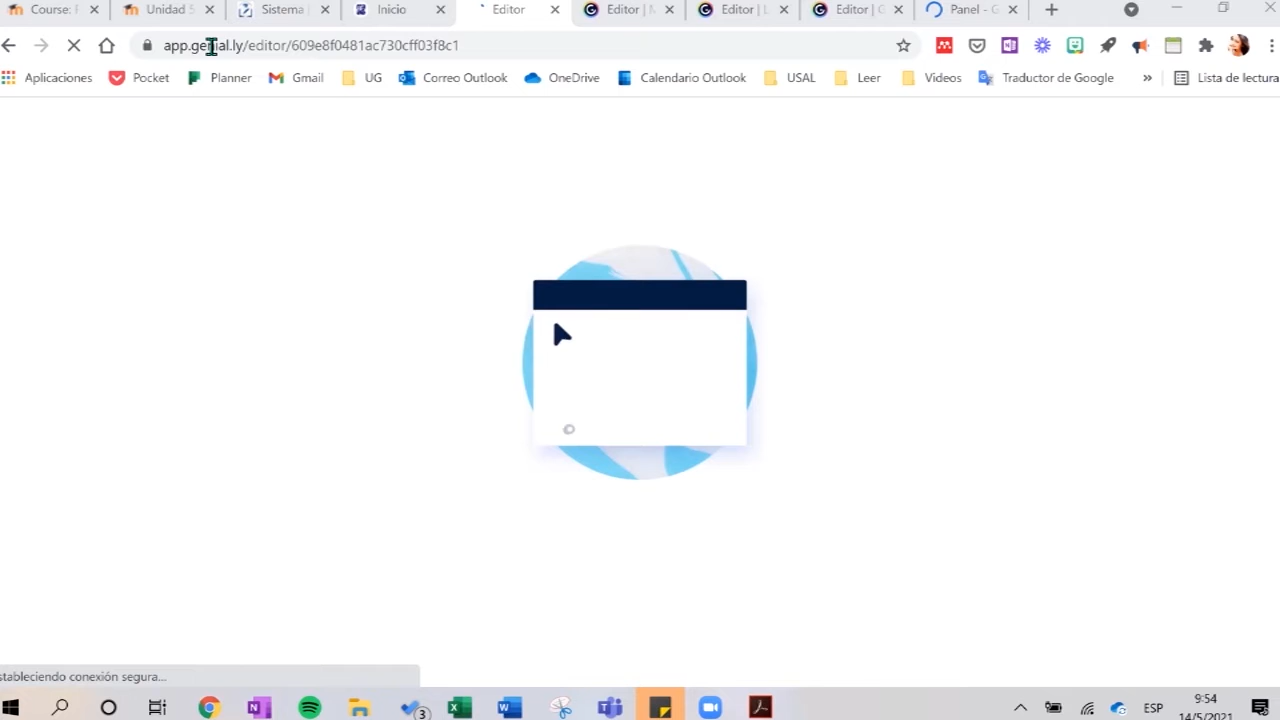 Course: F
Unidad S
Sistema
Inicio
Editor
Editor | M
Editor | L
Editor | G
Panel - G
app.genial.ly/editor/609e8f0481ac730cff03f8c1
Aplicaciones
Pocket
Planner
Gmail
UG
Correo Outlook
OneDrive
Calendario Outlook
USAL
Leer
Videos
Traductor de Google
»
Lista de lectura
stableciendo conexión segura...
3
ESP
9:54
14/5/2021